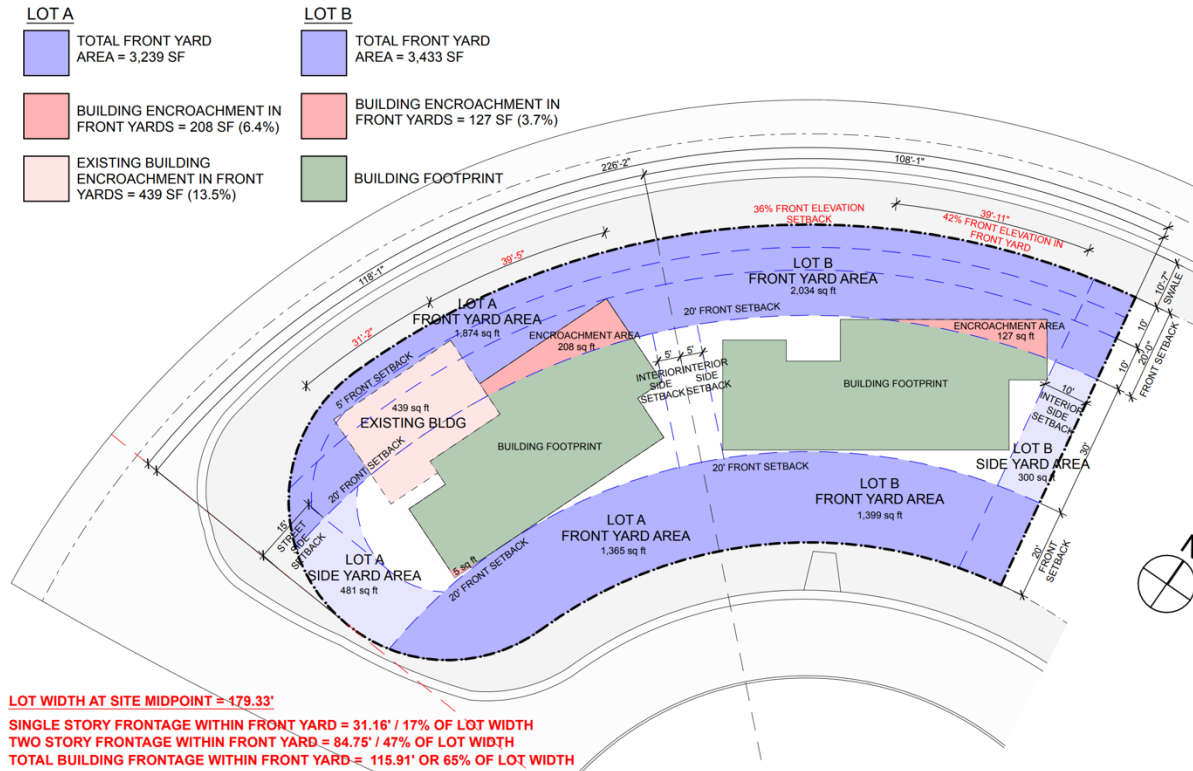 LOT A
TOTAL FRONT YARD
AREA = 3,239 SF
BUILDING ENCROACHMENT IN
FRONT YARDS = 208 SF (6.4%)
EXISTING BUILDING
ENCROACHMENT IN FRONT
YARDS = 439 SF (13.5%)
LOT B
TOTAL FRONT YARD
AREA = 3,433 SF
BUILDING ENCROACHMENT IN
FRONT YARDS = 127 SF (3.7%)
BUILDING FOOTPRINT
226'-2"
108'-1"
118'-1"
36% FRONT ELEVATION
SETBACK
39'-11"
42% FRONT ELEVATION IN
FRONT YARD
39'-5"
31'-2"
LOT A
FRONT YARD AREA
1,874 sq ft
LOT B
FRONT YARD AREA
2,034 sq ft
10'-7"
SWALE
10'
20'-0"
10'
FRONT SETBACK
20' FRONT SETBACK
ENCROACHMENT AREA
208 sq ft
ENCROACHMENT AREA
127 sq ft
5' FRONT SETBACK
5'
5'
INTERIOR
SIDE
SETBACK
INTERIOR
SIDE
SETBACK
439 sq ft
EXISTING BLDG
BUILDING FOOTPRINT
BUILDING FOOTPRINT
10'
INTERIOR
SIDE
SETBACK
30'
20' FRONT SETBACK
20' FRONT SETBACK
LOT B
SIDE YARD AREA
300 sq ft
LOT B
FRONT YARD AREA
1,399 sq ft
15'
STREET
SIDE
SETBACK
LOT A
FRONT YARD AREA
1,365 sq ft
LOT A
SIDE YARD AREA
481 sq ft
5 sq ft
20' FRONT SETBACK
20'
FRONT
SETBACK
N
LOT WIDTH AT SITE MIDPOINT = 179.33'
SINGLE STORY FRONTAGE WITHIN FRONT YARD = 31.16' / 17% OF LOT WIDTH
TWO STORY FRONTAGE WITHIN FRONT YARD = 84.75' / 47% OF LOT WIDTH
TOTAL BUILDING FRONTAGE WITHIN FRONT YARD = 115.91' OR 65% OF LOT WIDTH